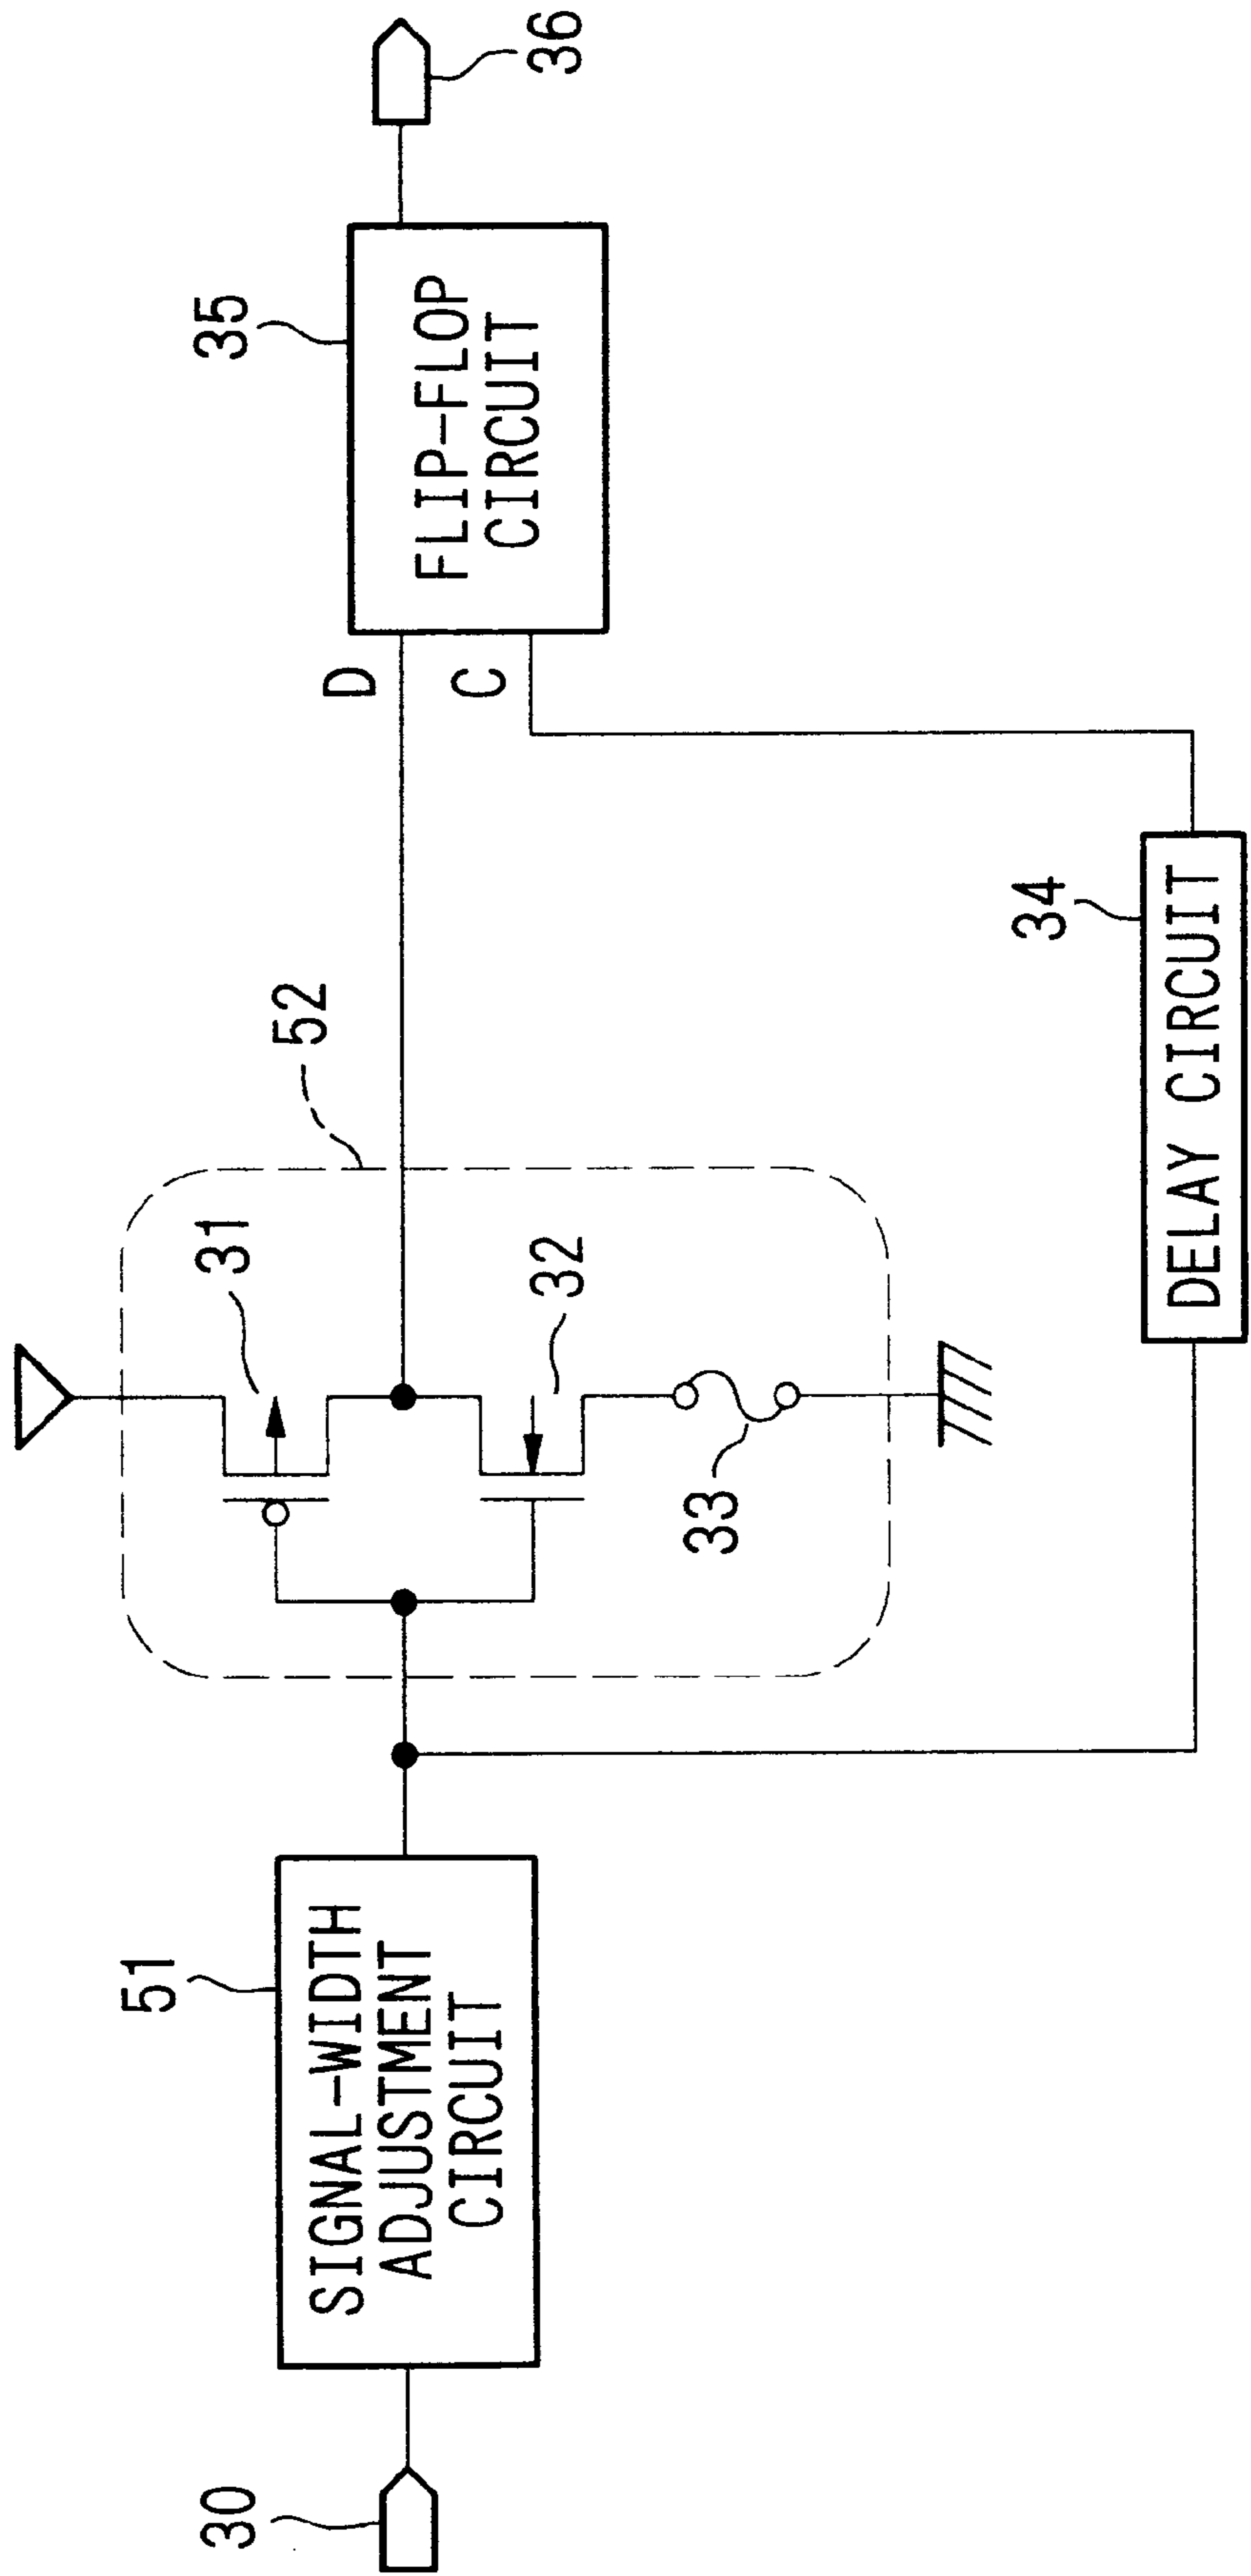 30
51
SIGNAL-WIDTH
ADJUSTMENT
CIRCUIT
31
32
33
52
34
DELAY CIRCUIT
D
C
35
FLIP-FLOP
CIRCUIT
36